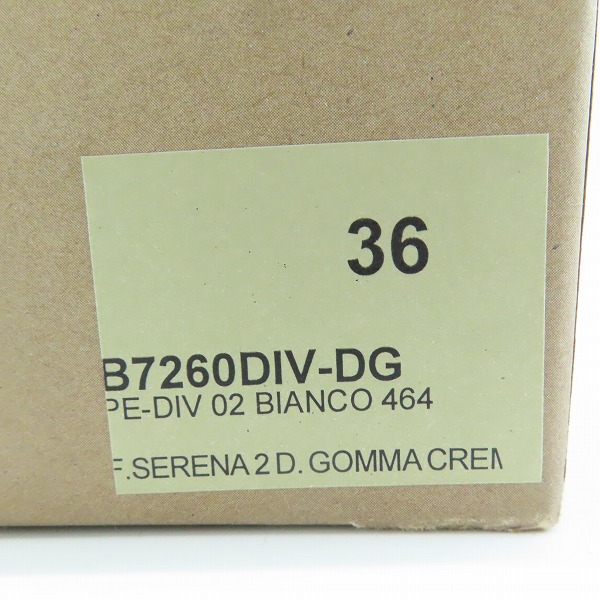 36
B7260DIV-DG
PE-DIV 02 BIANCO 464
F.SERENA 2 D. GOMMA CREM